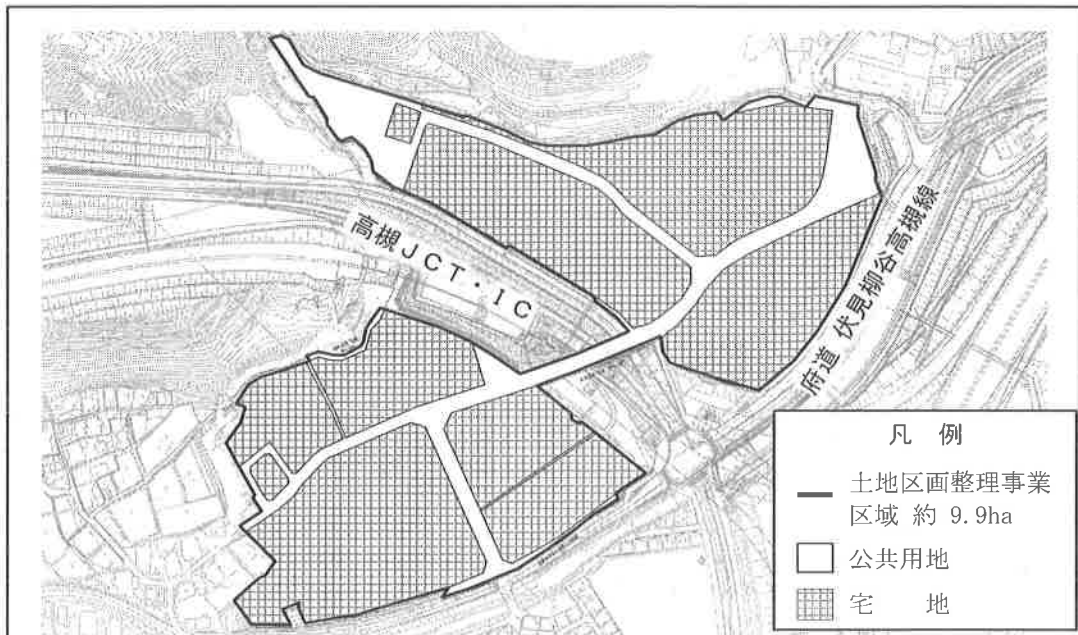 高槻JCT・IC
府道 伏見柳谷高槻線
凡 例
土地区画整理事業
区域 約 9.9ha
公共用地
宅 地